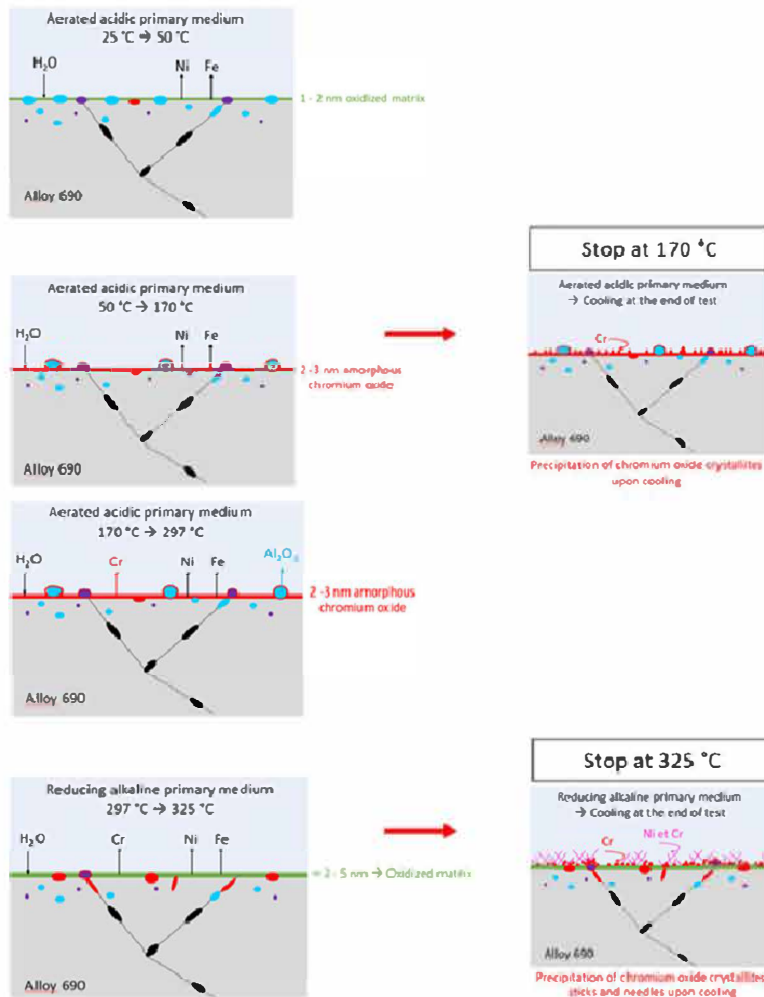 Aerated acidic primary medium
25 °C → 50 °C
H₂O
Ni
Fe
1 - 2 nm oxidized matrix
Alloy 690
Aerated acidic primary medium
50 °C → 170 °C
H₂O
Ni
Fe
2 -3 nm amorphous
chromium oxide
Alloy 690
Stop at 170 °C
Aerated acidic primary medium
→ Cooling at the end of test
Cr
Alloy 690
Precipitation of chromium oxide crystallites
upon cooling
Aerated acidic primary medium
170 °C → 297 °C
H₂O
Cr
Ni
Fe
Al₂O₃
2 -3 nm amorphous
chromium oxide
Alloy 690
Reducing alkaline primary medium
297 °C → 325 °C
H₂O
Cr
Ni
Fe
≈ 2 - 5 nm → Oxidized matrix
Alloy 690
Stop at 325 °C
Reducing alkaline primary medium
→ Cooling at the end of test
Ni et Cr
Cr
Alloy 690
Precipitation of chromium oxide crystallites
sticks and needles upon cooling